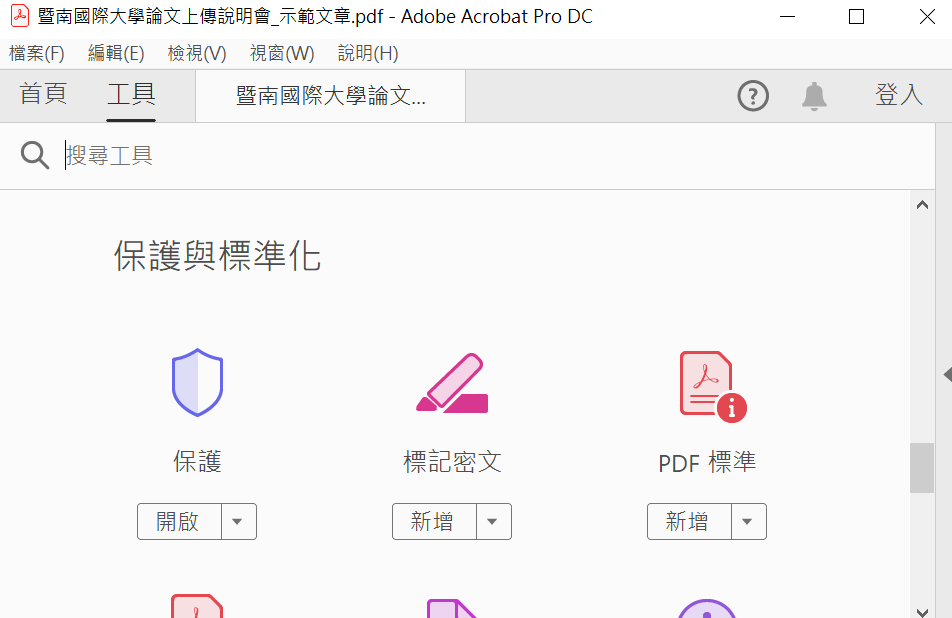 暨南國際大學論文上傳說明會_示範文章.pdf - Adobe Acrobat Pro DC
檔案(F) 編輯(E) 檢視(V) 視窗(W) 說明(H)
首頁 工具 暨南國際大學論文... ? 登入
搜尋工具
保護與標準化
保護 標記密文 PDF 標準
開啟 新增 新增